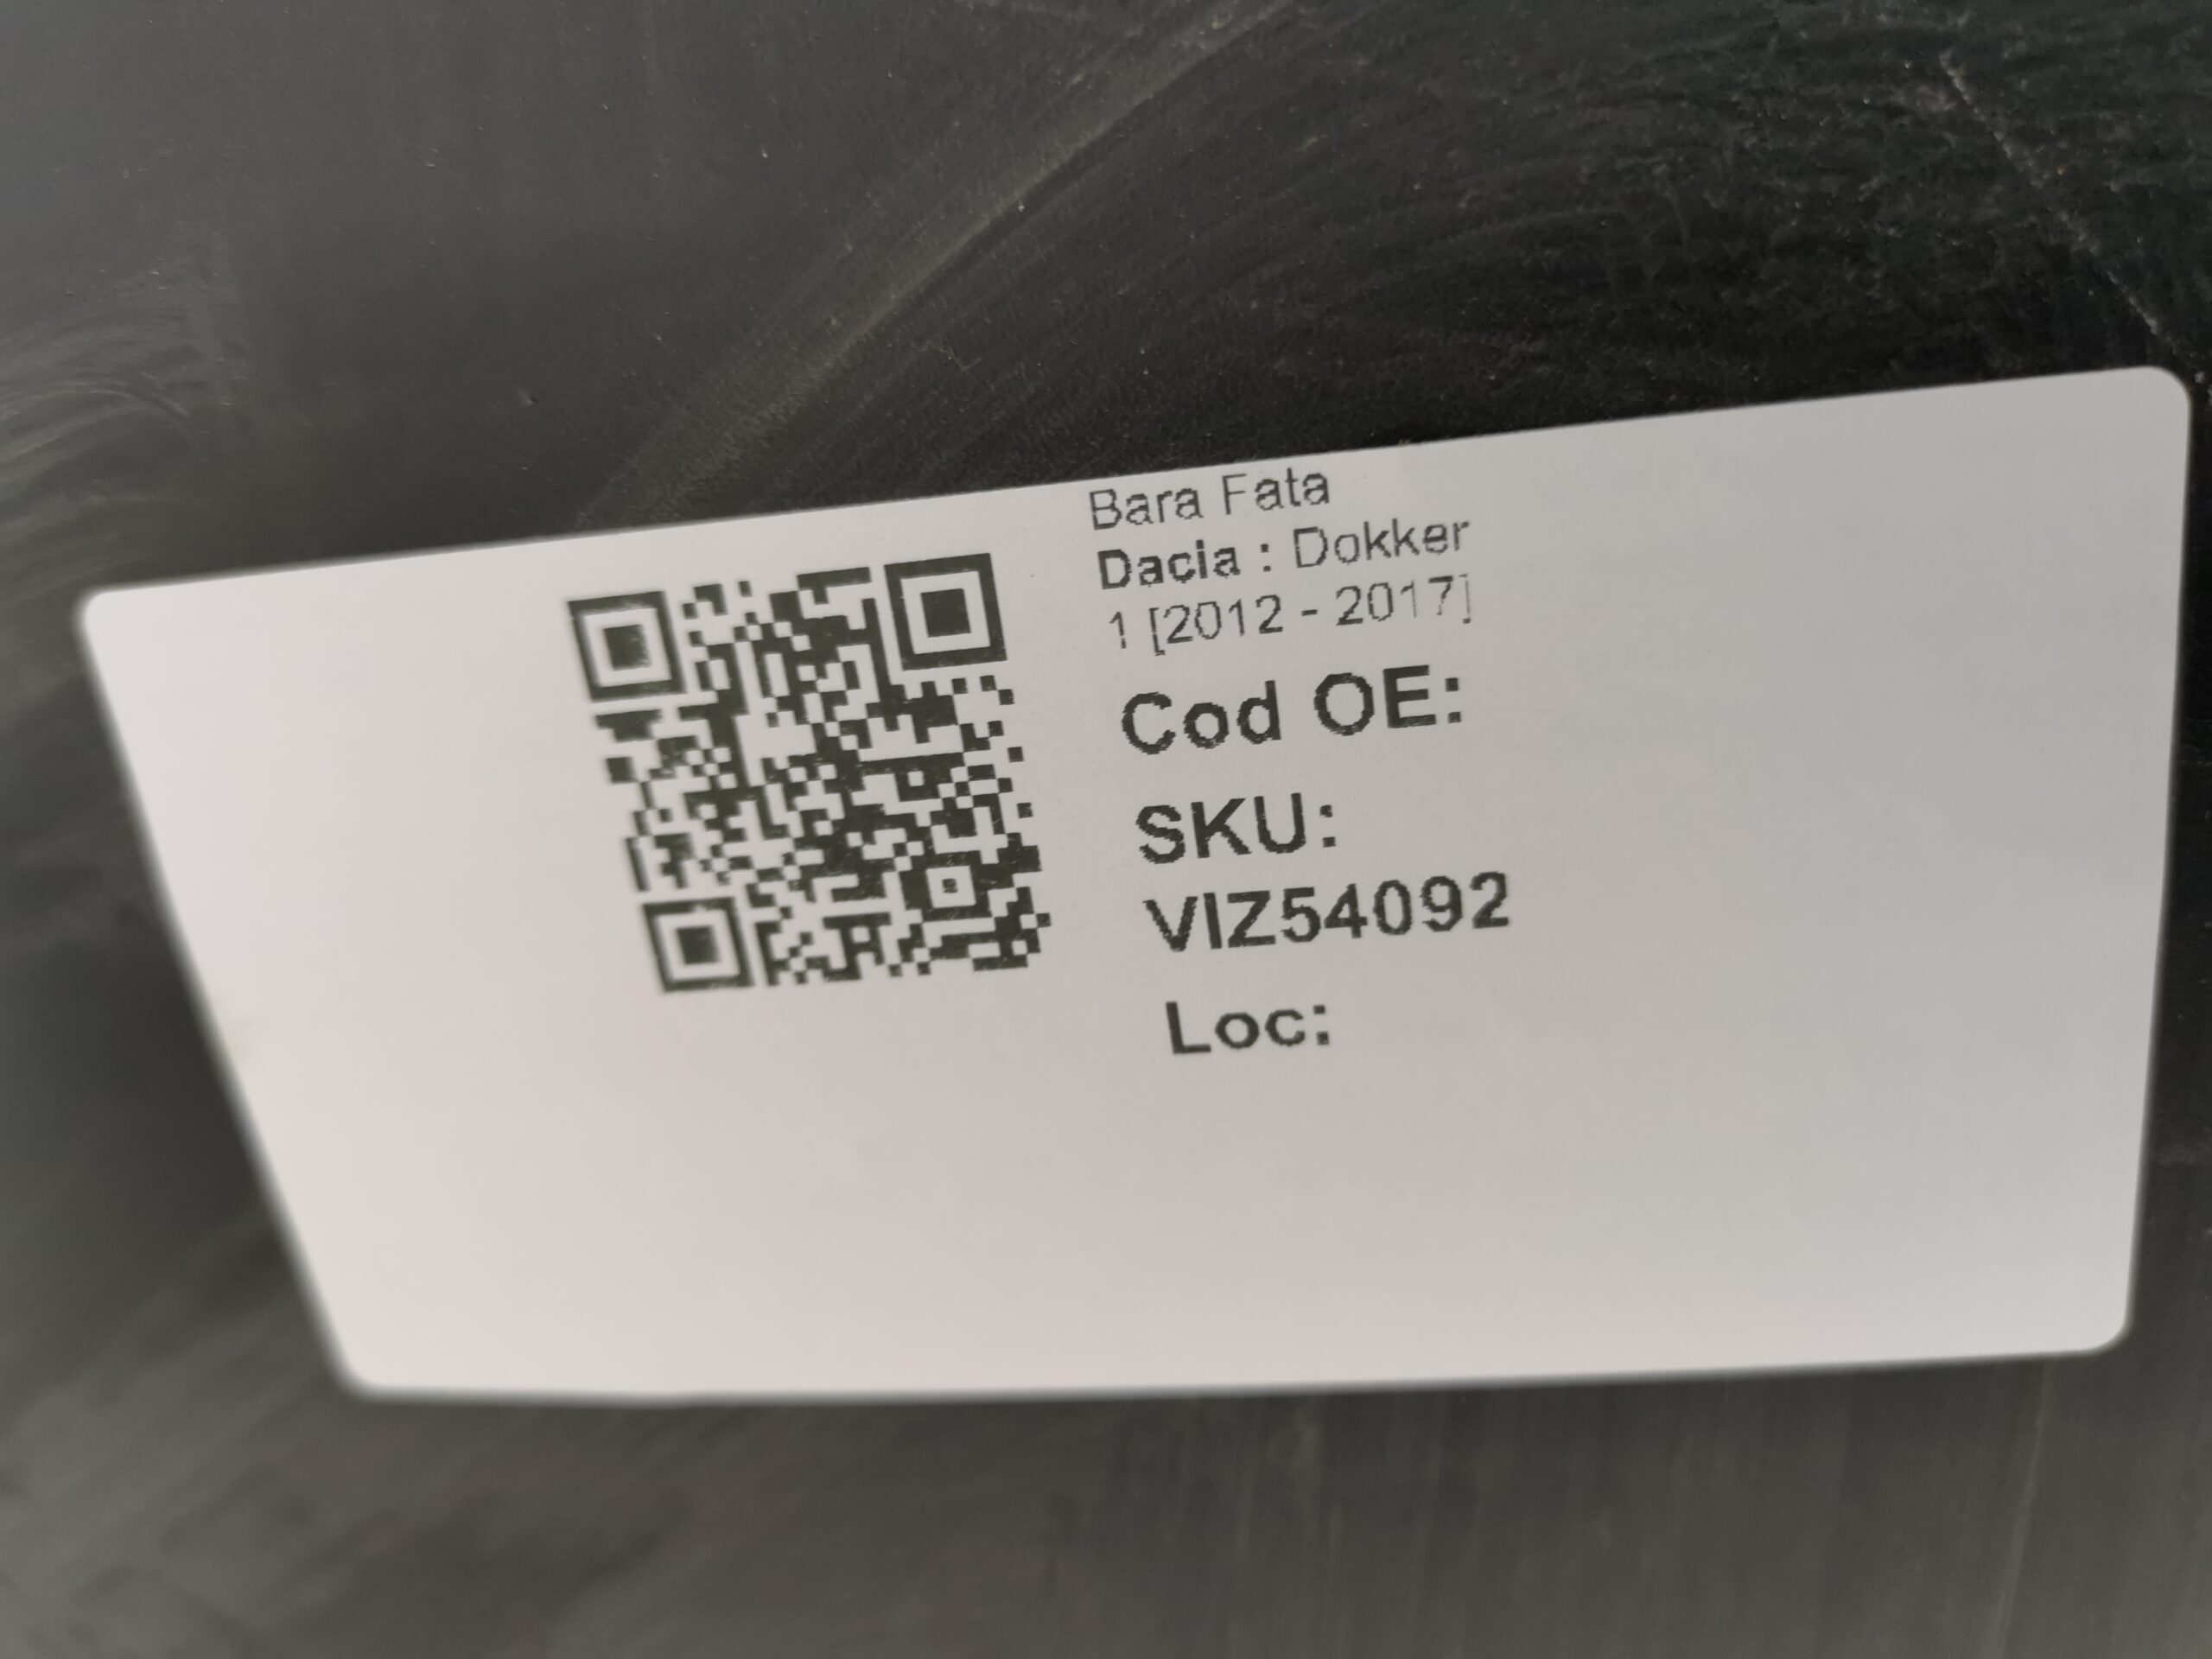 Bara Fata
Dacia : Dokker
1 [2012 - 2017]
Cod OE:
SKU:
VIZ54092
Loc: